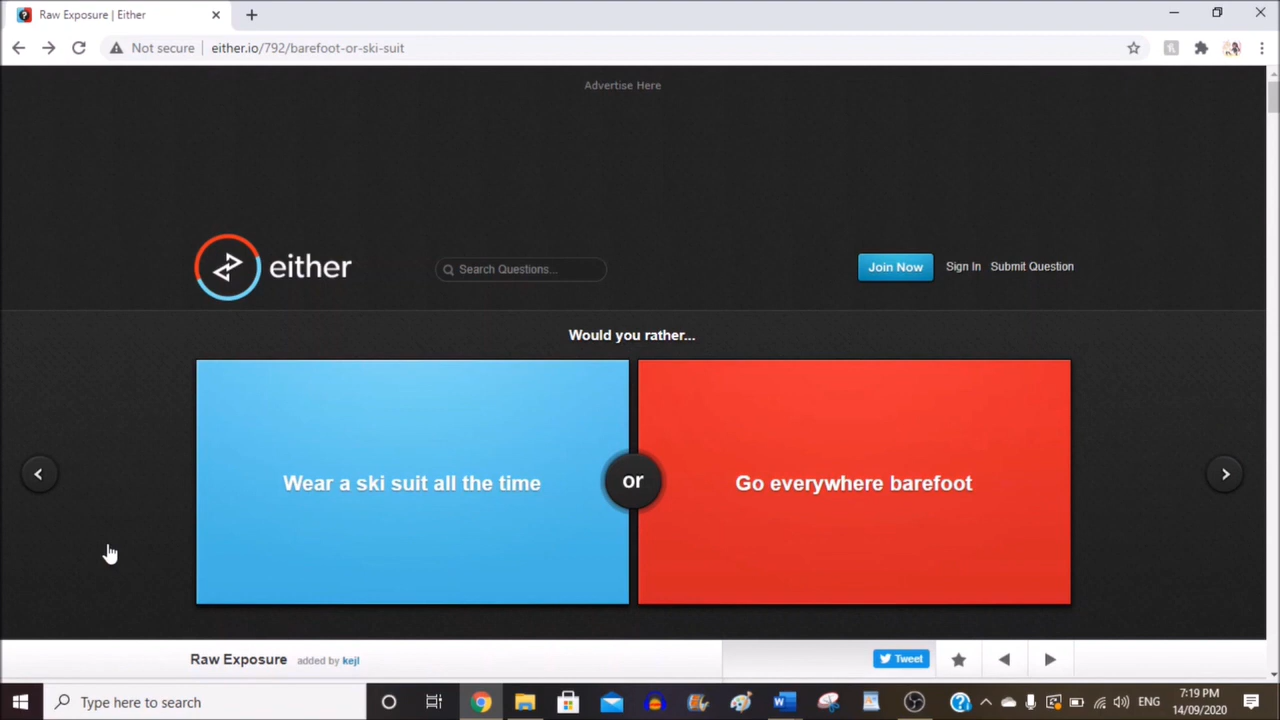 Raw Exposure | Either
Not secure
either.io/792/barefoot-or-ski-suit
Advertise Here
either
Search Questions...
Join Now
Sign In
Submit Question
Would you rather...
Wear a ski suit all the time
or
Go everywhere barefoot
Raw Exposure added by kejl
Tweet
Type here to search
ENG
7:19 PM
14/09/2020